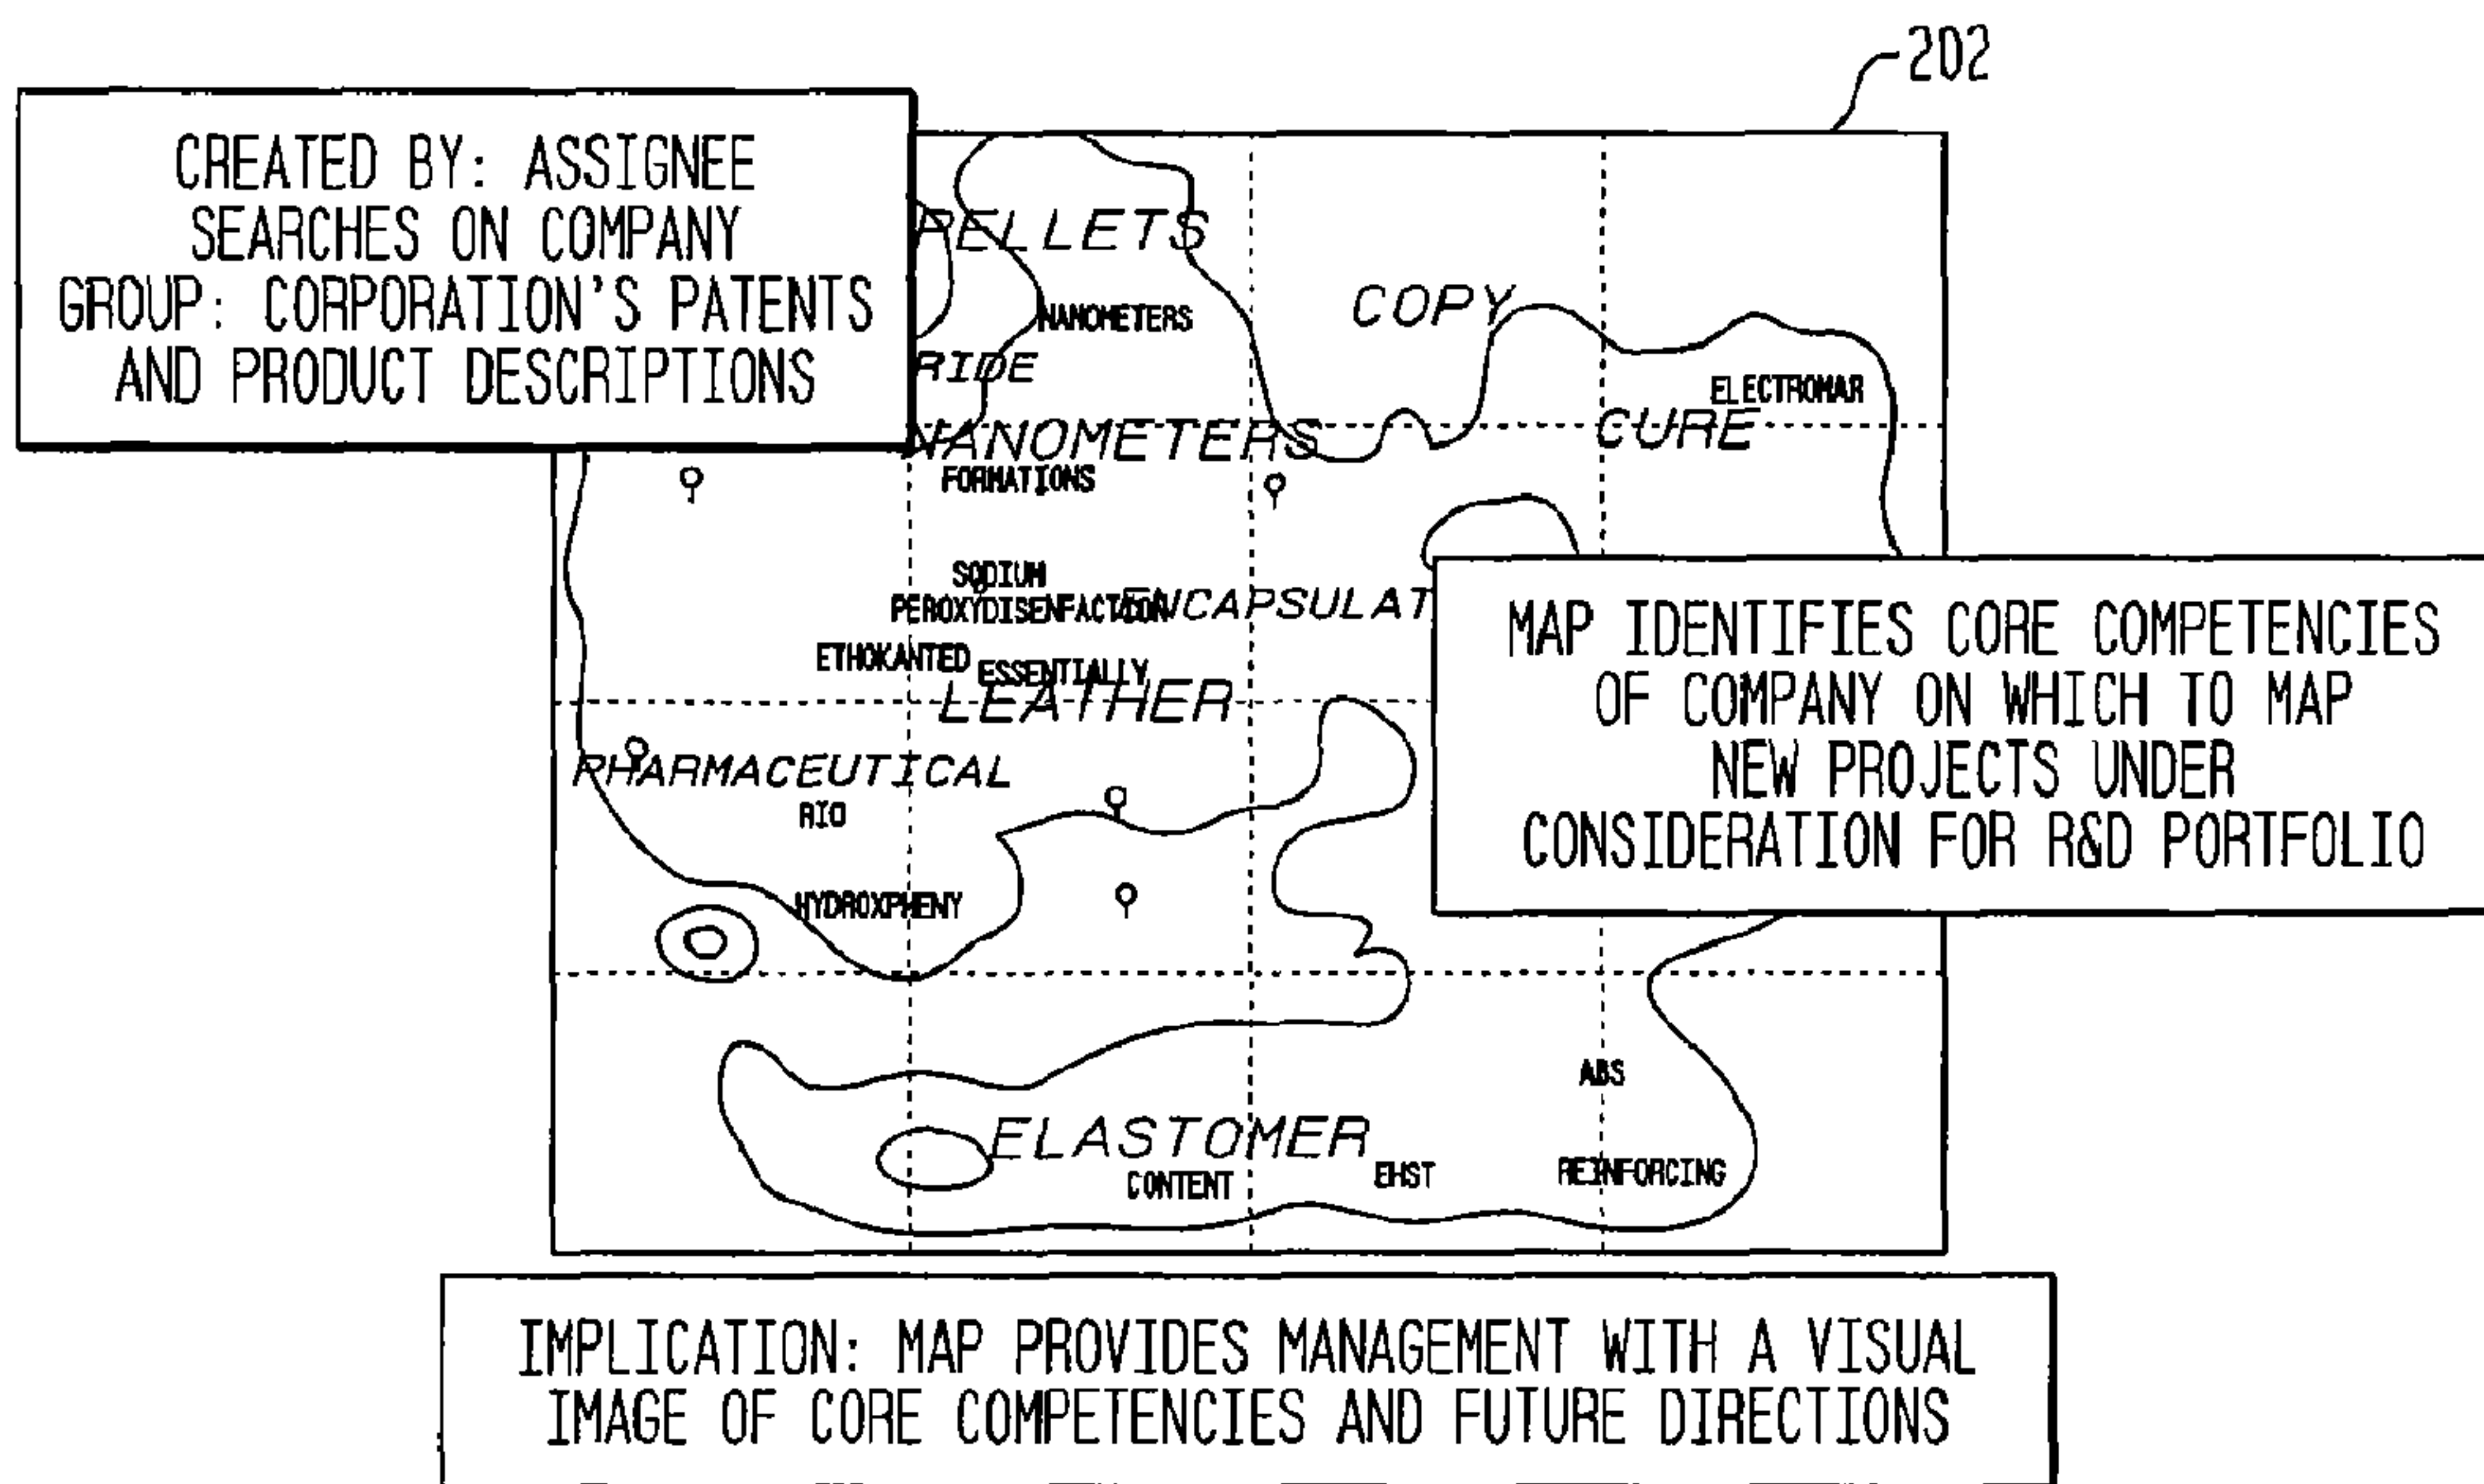 202
CREATED BY: ASSIGNEE
SEARCHES ON COMPANY
GROUP: CORPORATION'S PATENTS
AND PRODUCT DESCRIPTIONS
PELLETS
COPY
NANOMETERS
RIDE
ELECTROMAR
CURE
NANOMETERS
FORMATIONS
SODIUM
PEROXYDISENFACTION
ENCAPSULAT
ETHOKANTED
ESSENTIALLY
LEATHER
MAP IDENTIFIES CORE COMPETENCIES
OF COMPANY ON WHICH TO MAP
NEW PROJECTS UNDER
CONSIDERATION FOR R&D PORTFOLIO
PHARMACEUTICAL
HYDROXPHENY
ABS
ELASTOMER
CONTENT
EHST
REINFORCING
IMPLICATION: MAP PROVIDES MANAGEMENT WITH A VISUAL
IMAGE OF CORE COMPETENCIES AND FUTURE DIRECTIONS